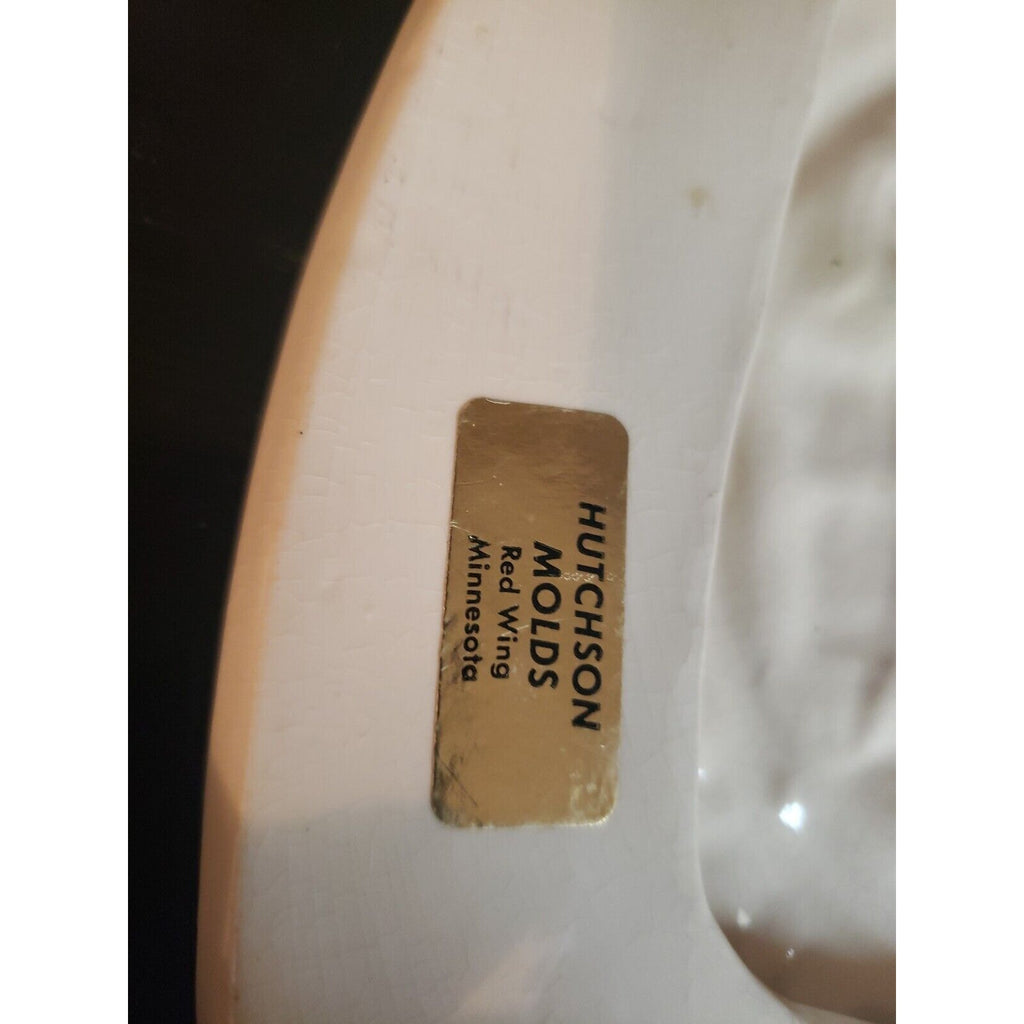 HUTCHSON
MOLDS
Red Wing
Minnesota